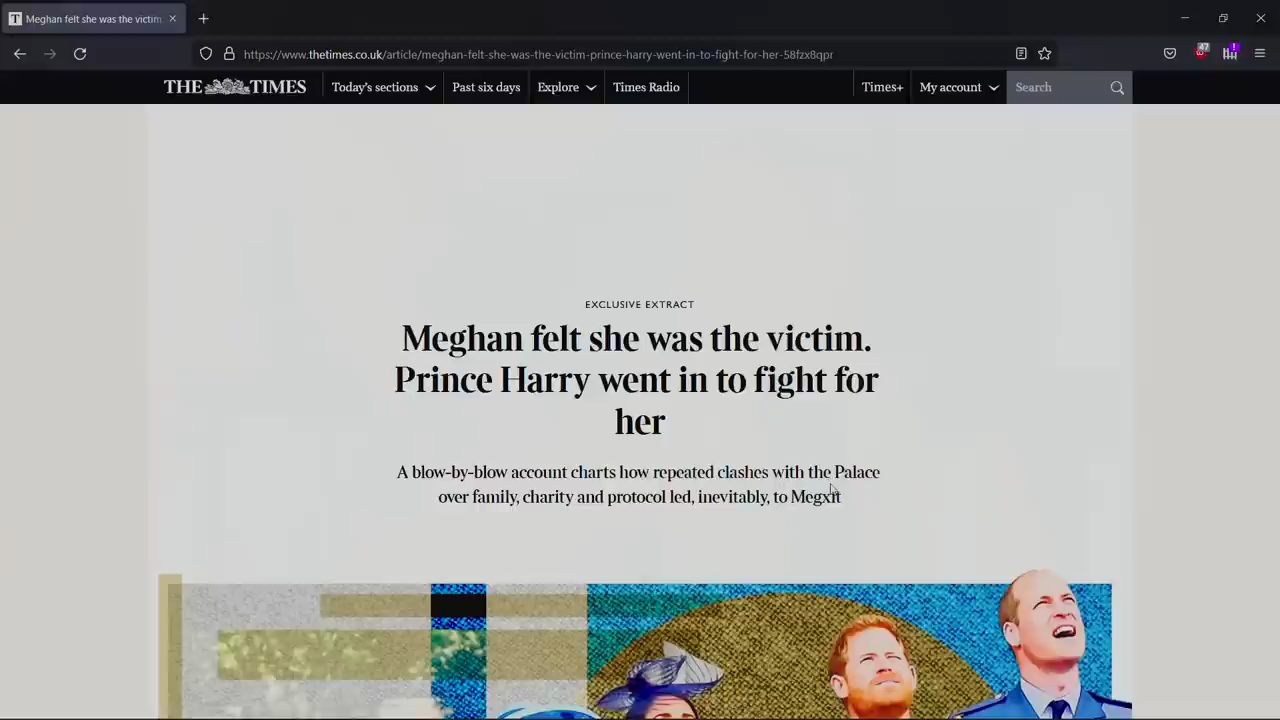 Meghan felt she was the victim.
https://www.thetimes.co.uk/article/meghan-felt-she-was-the-victim-prince-harry-went-in-to-fight-for-her-58fzx8qpr
47
THE TIMES Today's sections Past six days Explore Times Radio Times+ My account Search
EXCLUSIVE EXTRACT
Meghan felt she was the victim.
Prince Harry went in to fight for
her
A blow-by-blow account charts how repeated clashes with the Palace
over family, charity and protocol led, inevitably, to Megxit